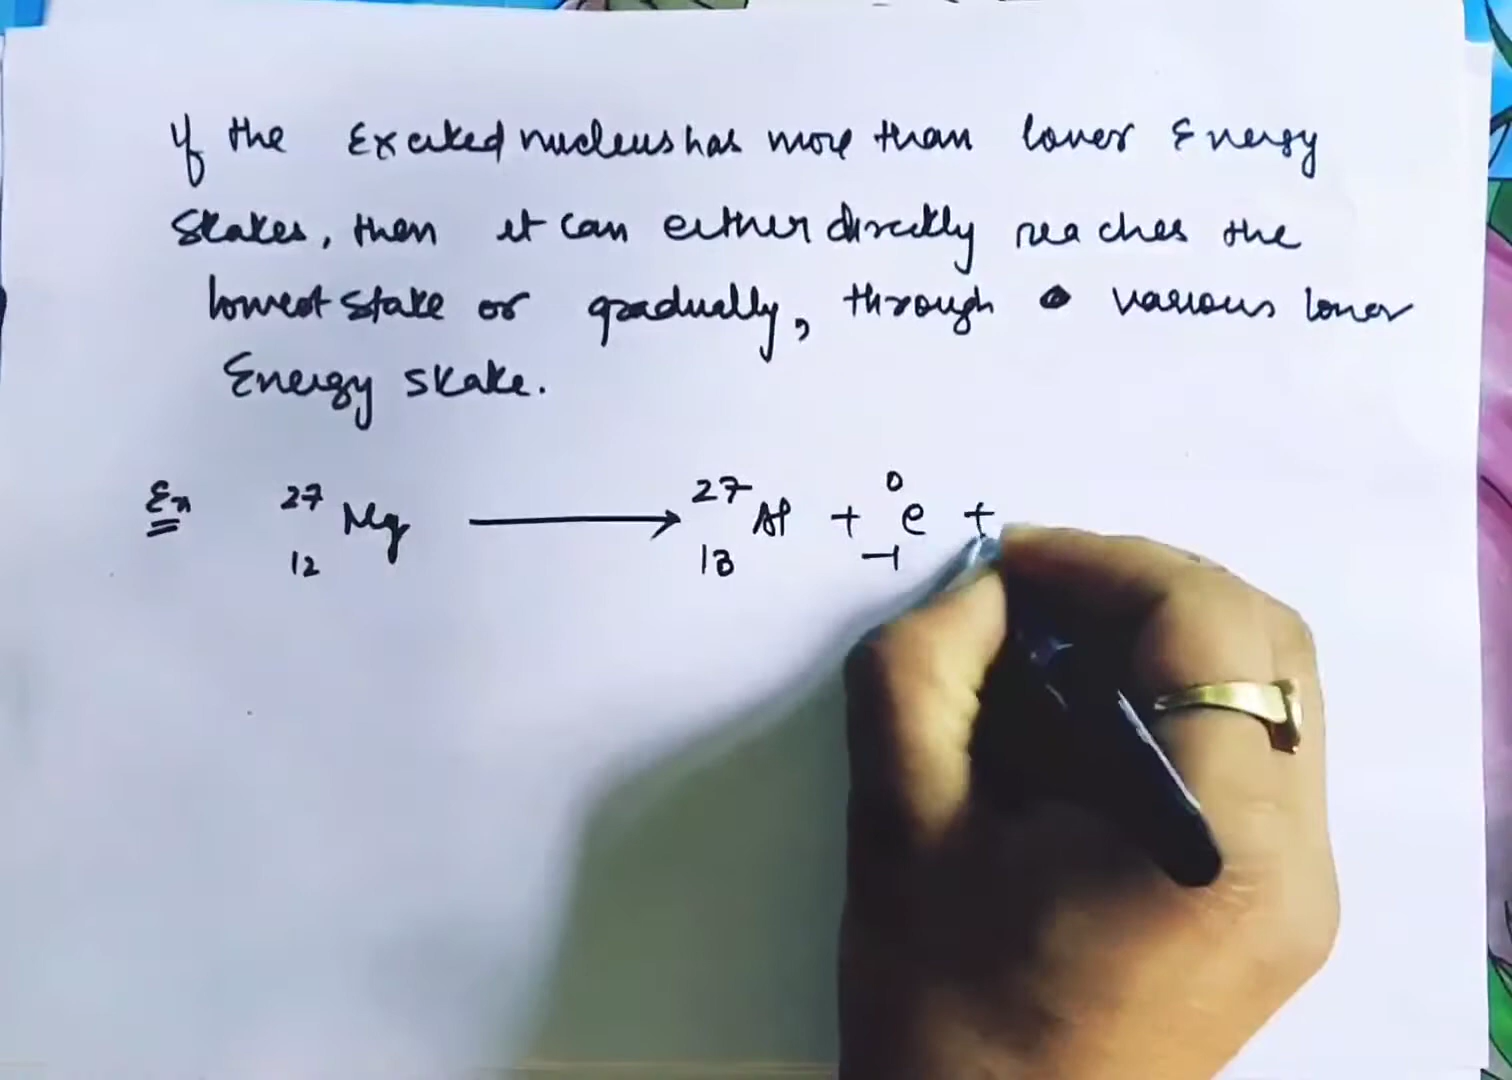 If the Excited nucleus has more than lower Energy
States, then it can either directly reaches the
lowest state or gradually, through various lower
Energy state.
Ex 27 12 Mg ⟶ 27 13 Al + 0 -1 e +